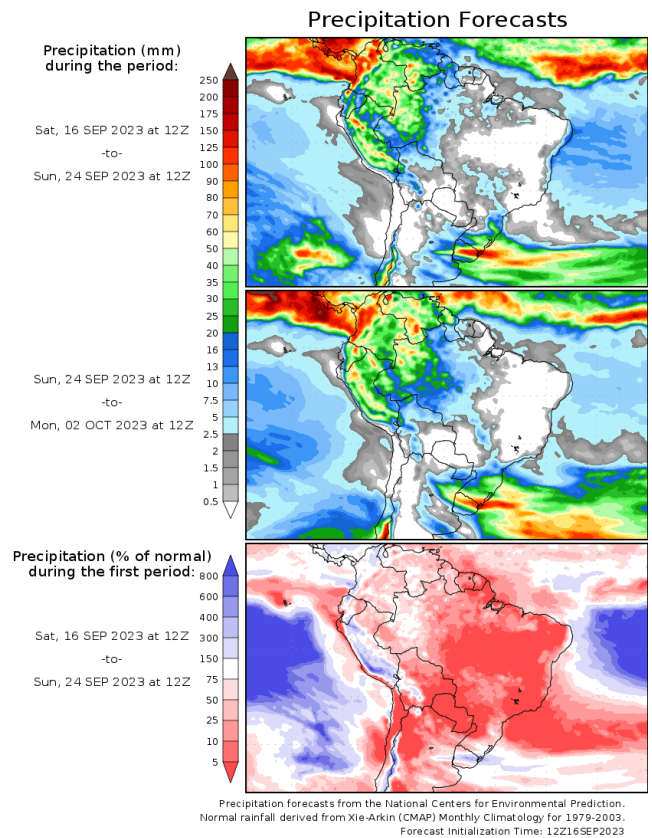 Precipitation Forecasts
Precipitation (mm)
during the period:
250
200
175
150
125
100
90
80
70
60
50
40
35
30
25
20
16
13
10
7.5
5
2.5
2
1.5
1
0.5
Sat, 16 SEP 2023 at 12Z
-to-
Sun, 24 SEP 2023 at 12Z
Sun, 24 SEP 2023 at 12Z
-to-
Mon, 02 OCT 2023 at 12Z
Precipitation (% of normal)
during the first period:
800
600
400
300
150
75
50
25
10
5
Sat, 16 SEP 2023 at 12Z
-to-
Sun, 24 SEP 2023 at 12Z
Precipitation forecasts from the National Centers for Environmental Prediction.
Normal rainfall derived from Xie-Arkin (CMAP) Monthly Climatology for 1979-2003.
Forecast Initialization Time: 12Z16SEP2023